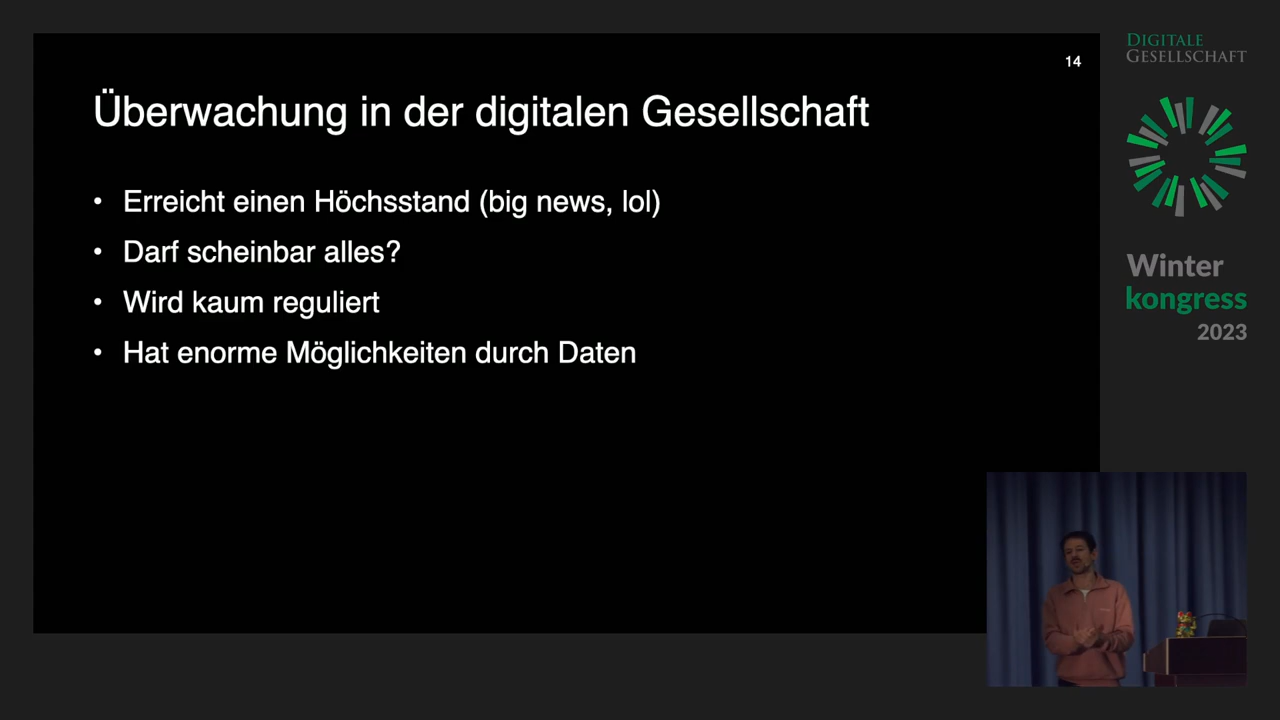 14
Überwachung in der digitalen Gesellschaft
• Erreicht einen Höchsstand (big news, lol)
• Darf scheinbar alles?
• Wird kaum reguliert
• Hat enorme Möglichkeiten durch Daten
DIGITALE
GESELLSCHAFT
Winter
kongress
2023